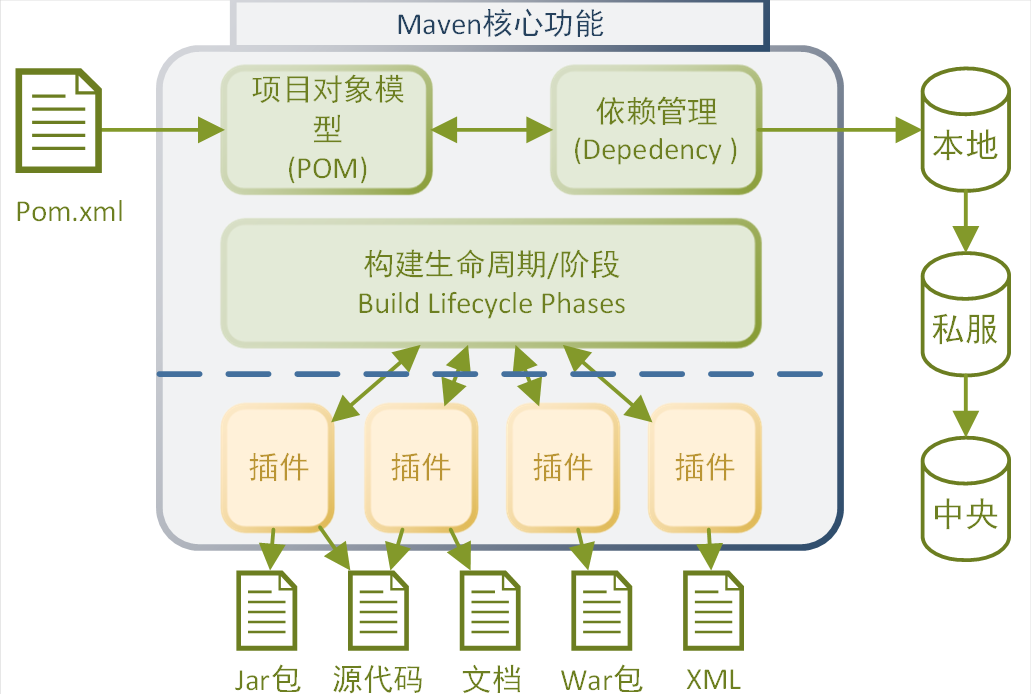 Maven核心功能
项目对象模
型
(POM)
依赖管理
(Depedency )
本地
Pom.xml
构建生命周期/阶段
Build Lifecycle Phases
私服
插件
插件
插件
插件
中央
Jar包
源代码
文档
War包
XML